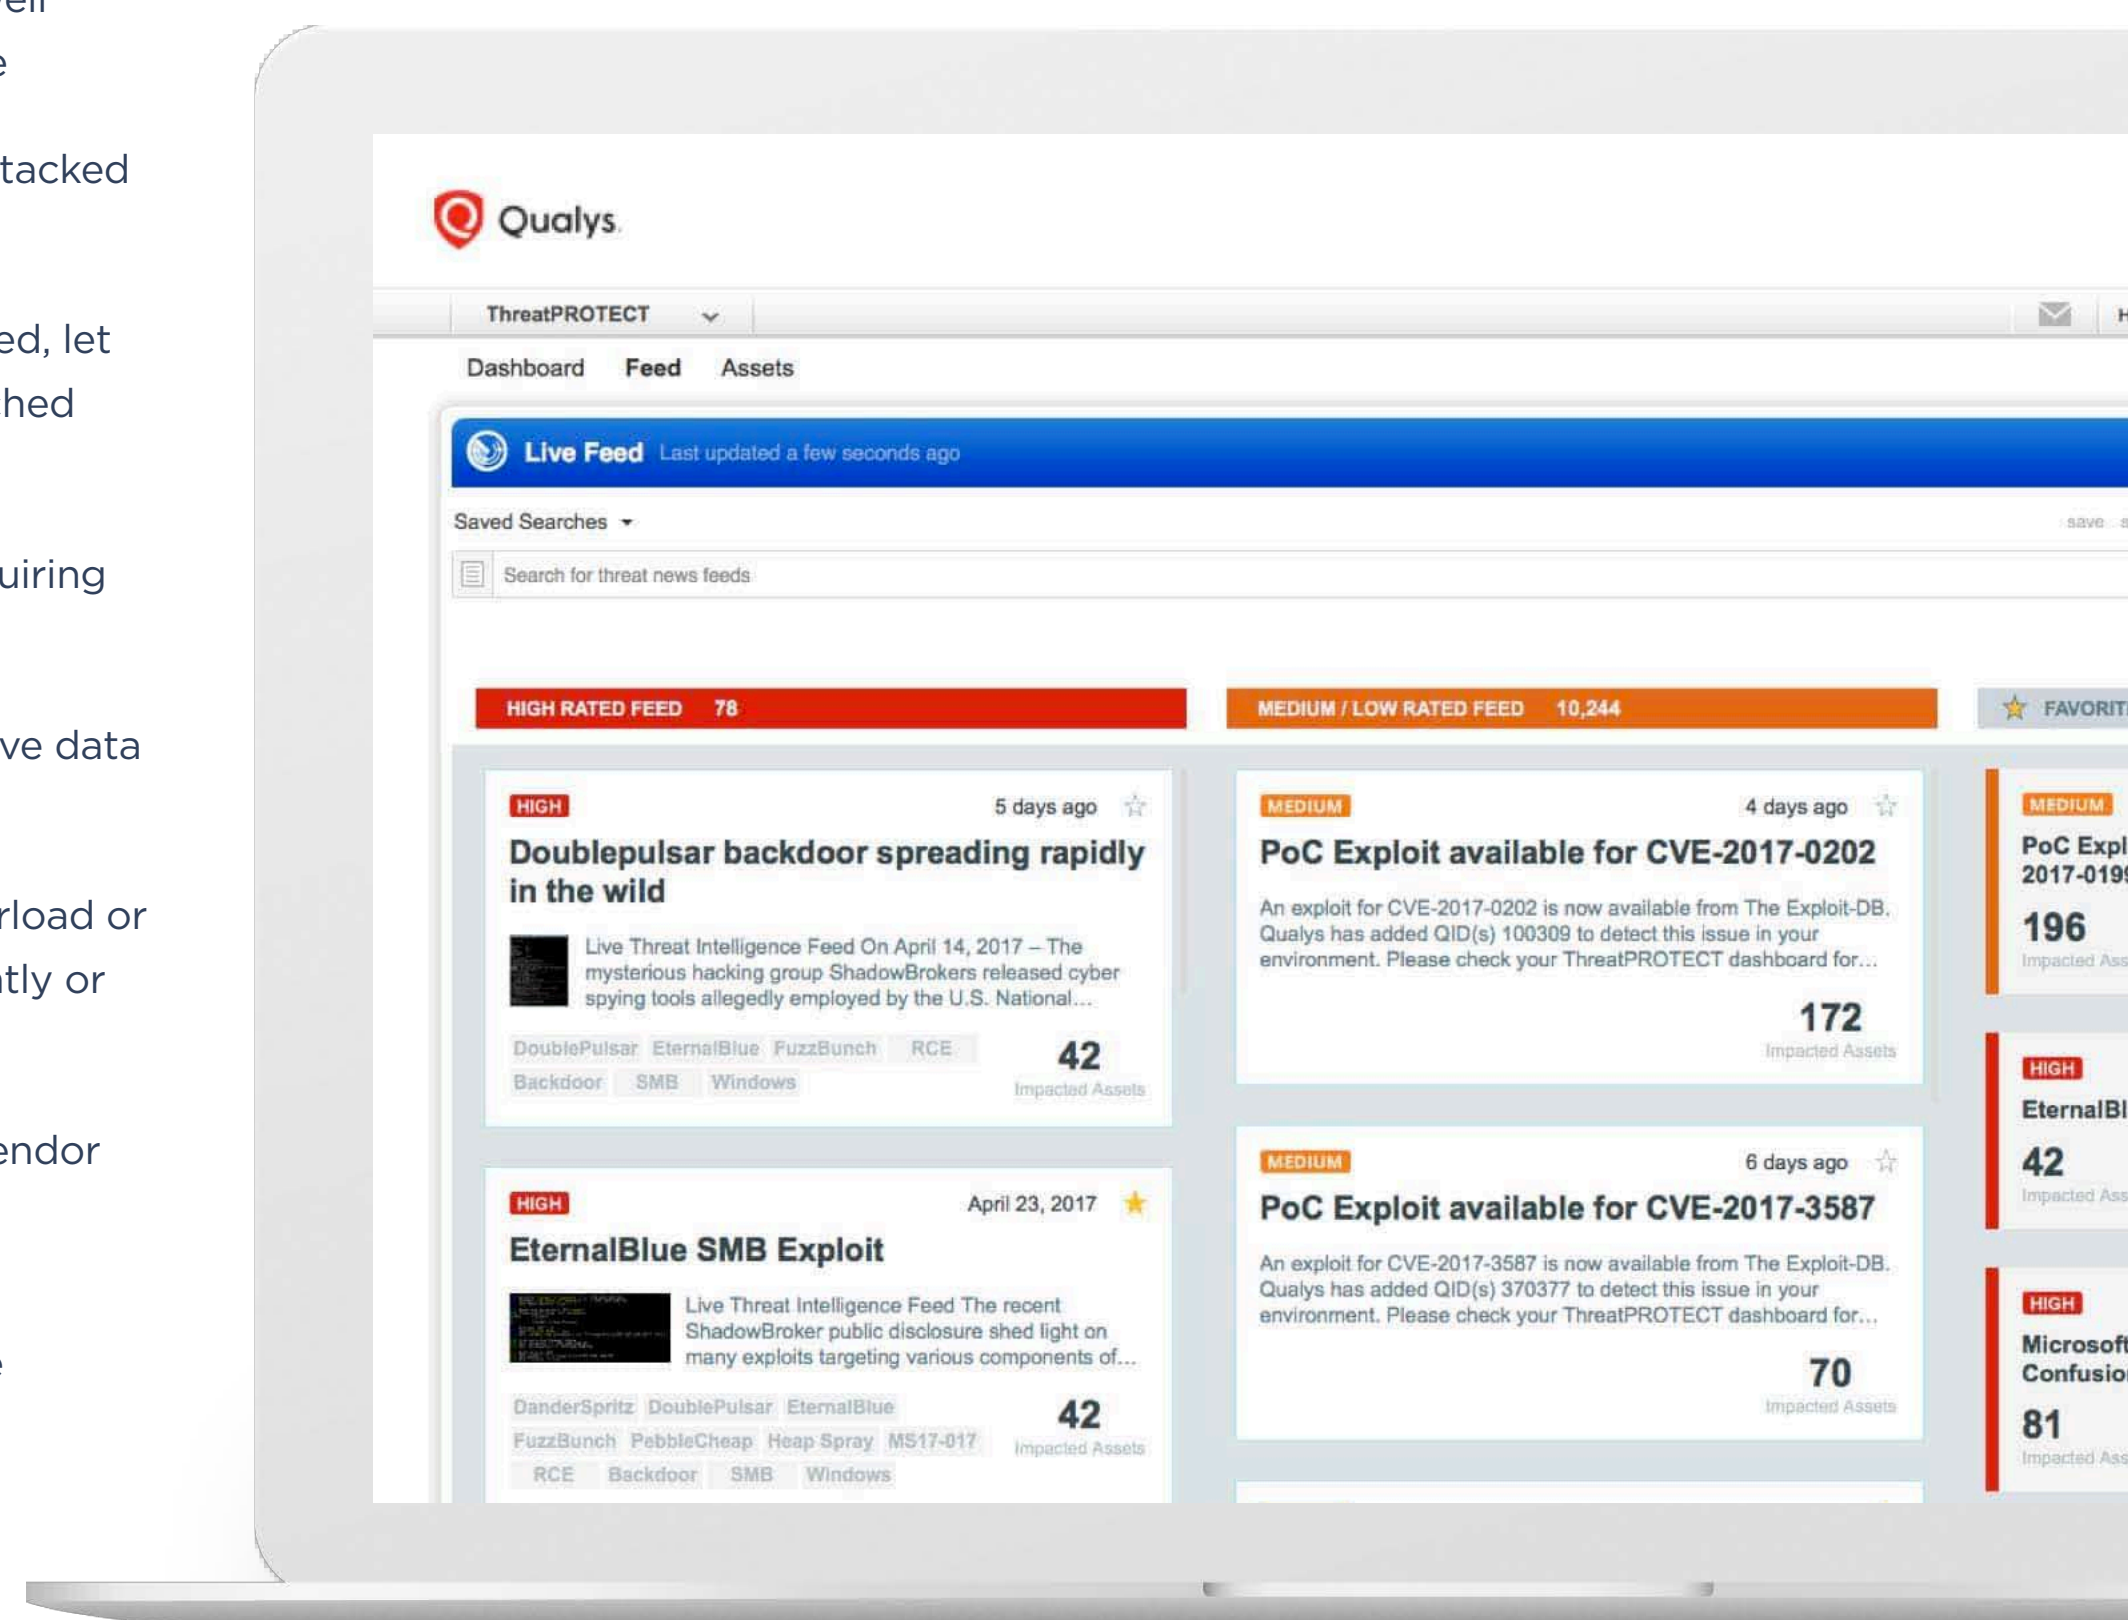 e
tacked
ed, let
hed
uiring
ve data
rload or
tly or
endor
e
Qualys.
ThreatPROTECT
H
Dashboard Feed Assets
Live Feed Last updated a few seconds ago
Saved Searches
save s
Search for threat news feeds
HIGH RATED FEED 78
HIGH 5 days ago
Doublepulsar backdoor spreading rapidly
in the wild
Live Threat Intelligence Feed On April 14, 2017 – The
mysterious hacking group ShadowBrokers released cyber
spying tools allegedly employed by the U.S. National...
DoublePulsar EternalBlue FuzzBunch RCE
Backdoor SMB Windows
42
Impacted Assets
HIGH April 23, 2017
EternalBlue SMB Exploit
Live Threat Intelligence Feed The recent
ShadowBroker public disclosure shed light on
many exploits targeting various components of...
DanderSpritz DoublePulsar EternalBlue
FuzzBunch PebbleCheap Heap Spray MS17-017
RCE Backdoor SMB Windows
42
Impacted Assets
MEDIUM / LOW RATED FEED 10,244
MEDIUM 4 days ago
PoC Exploit available for CVE-2017-0202
An exploit for CVE-2017-0202 is now available from The Exploit-DB.
Qualys has added QID(s) 100309 to detect this issue in your
environment. Please check your ThreatPROTECT dashboard for...
172
Impacted Assets
MEDIUM 6 days ago
PoC Exploit available for CVE-2017-3587
An exploit for CVE-2017-3587 is now available from The Exploit-DB.
Qualys has added QID(s) 370377 to detect this issue in your
environment. Please check your ThreatPROTECT dashboard for...
70
Impacted Assets
FAVORIT
MEDIUM
PoC Expl
2017-019
196
Impacted Ass
HIGH
EternalBl
42
Impacted Ass
HIGH
Microsoft
Confusio
81
Impacted Ass